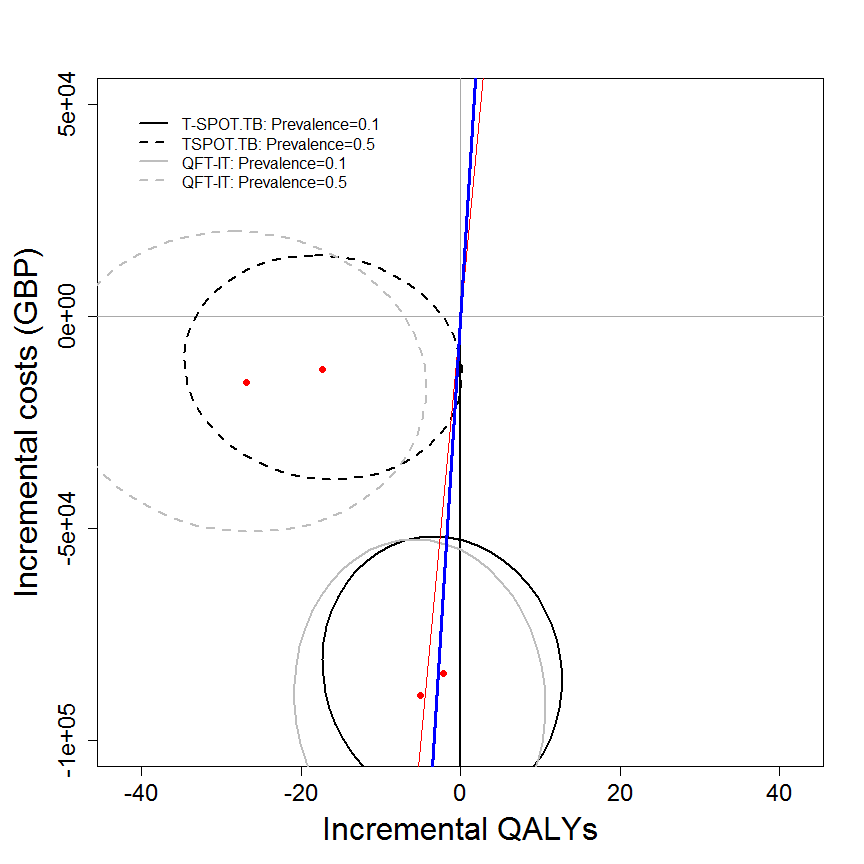 T-SPOT.TB: Prevalence=0.1
TSPOT.TB: Prevalence=0.5
QFT-IT: Prevalence=0.1
QFT-IT: Prevalence=0.5
Incremental costs (GBP)
5e+04
0e+00
-5e+04
-1e+05
-40 -20 0 20 40
Incremental QALYs